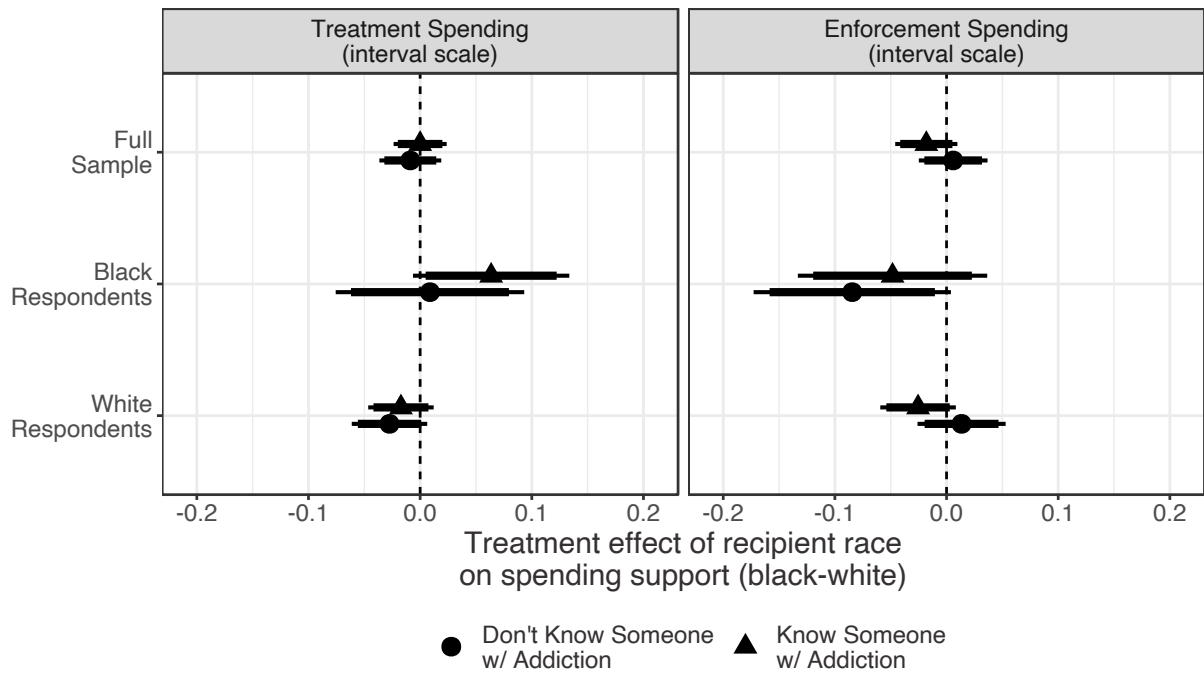 Treatment Spending
(interval scale)
Enforcement Spending
(interval scale)
Full
Sample
Black
Respondents
White
Respondents
-0.2 -0.1 0.0 0.1 0.2
-0.2 -0.1 0.0 0.1 0.2
Treatment effect of recipient race
on spending support (black-white)
Don't Know Someone
w/ Addiction
Know Someone
w/ Addiction